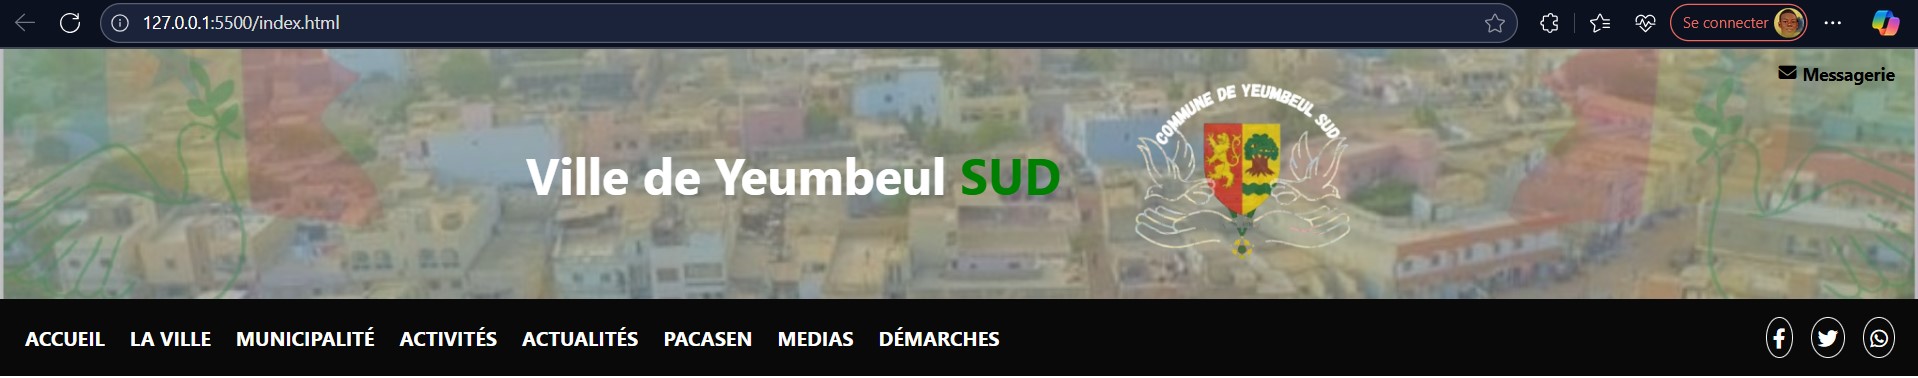 127.0.0.1:5500/index.html
Se connecter
Messagerie
COMMUNE DE YEUMBEUL SUD
Ville de Yeumbeul SUD
ACCUEIL LA VILLE MUNICIPALITÉ ACTIVITÉS ACTUALITÉS PACASEN MEDIAS DÉMARCHES